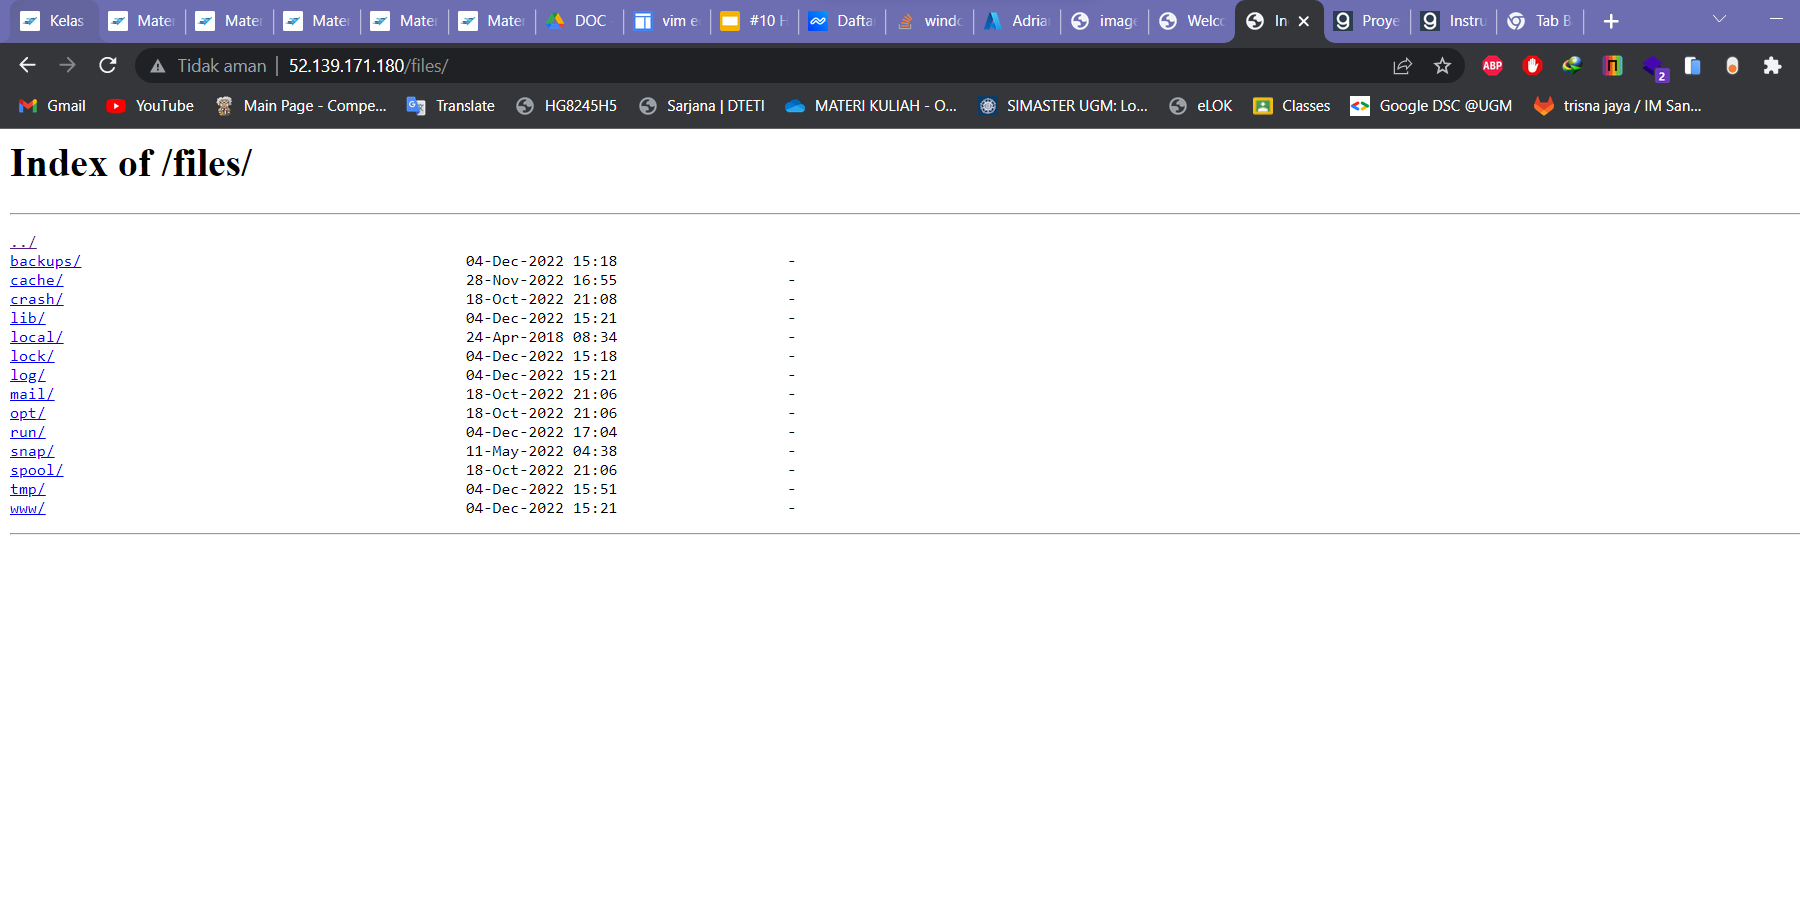 Kelas Mater Mater Mater Mater Mater DOC vim e #10 H Daftar windo Adrian image Welco In Proye Instru Tab B
Tidak aman 52.139.171.180/files/ ABP 2
Gmail YouTube Main Page - Compe... Translate HG8245H5 Sarjana | DTETI MATERI KULIAH - O... SIMASTER UGM: Lo... eLOK Classes Google DSC @UGM trisna jaya / IM San...
Index of /files/
../
backups/ 04-Dec-2022 15:18 -
cache/ 28-Nov-2022 16:55 -
crash/ 18-Oct-2022 21:08 -
lib/ 04-Dec-2022 15:21 -
local/ 24-Apr-2018 08:34 -
lock/ 04-Dec-2022 15:18 -
log/ 04-Dec-2022 15:21 -
mail/ 18-Oct-2022 21:06 -
opt/ 18-Oct-2022 21:06 -
run/ 04-Dec-2022 17:04 -
snap/ 11-May-2022 04:38 -
spool/ 18-Oct-2022 21:06 -
tmp/ 04-Dec-2022 15:51 -
www/ 04-Dec-2022 15:21 -